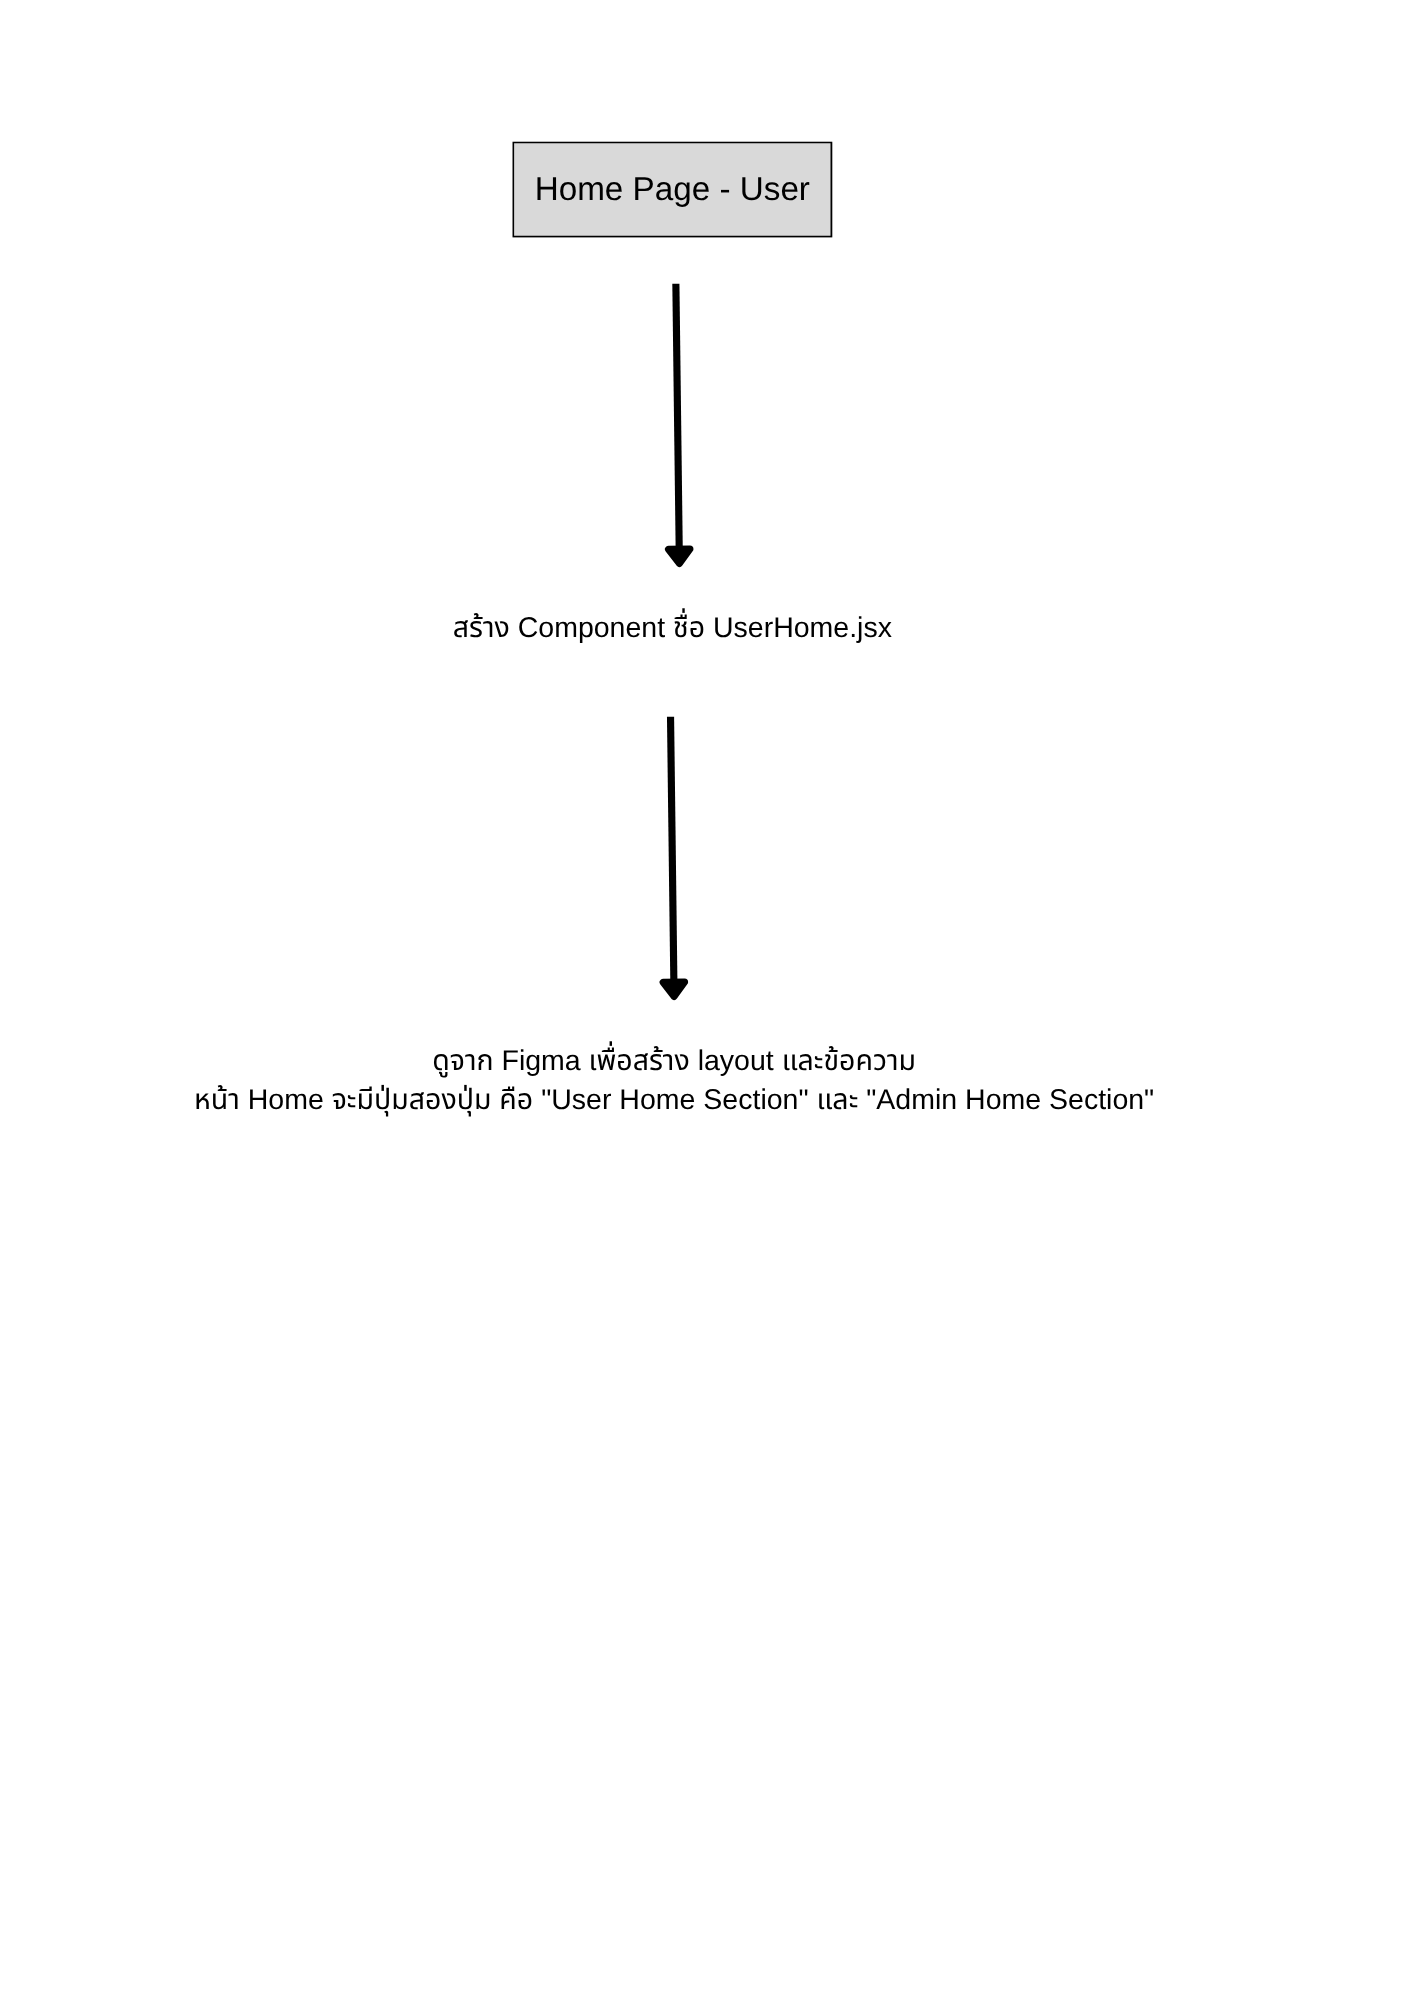 Home Page - User
สร้าง Component ชื่อ UserHome.jsx
ดูจาก Figma เพื่อสร้าง layout และข้อความ
หน้า Home จะมีปุ่มสองปุ่ม คือ "User Home Section" และ "Admin Home Section"